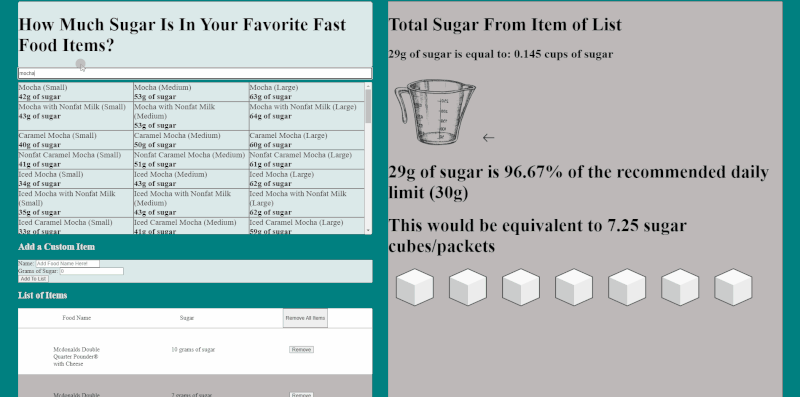 How Much Sugar Is In Your Favorite Fast
Food Items?
mocha
Mocha (Small)
42g of sugar
Mocha (Medium)
53g of sugar
Mocha (Large)
63g of sugar
Mocha with Nonfat Milk (Small)
43g of sugar
Mocha with Nonfat Milk
(Medium)
53g of sugar
Mocha with Nonfat Milk (Large)
64g of sugar
Caramel Mocha (Small)
40g of sugar
Caramel Mocha (Medium)
50g of sugar
Caramel Mocha (Large)
60g of sugar
Nonfat Caramel Mocha (Small)
41g of sugar
Nonfat Caramel Mocha (Medium)
51g of sugar
Nonfat Caramel Mocha (Large)
61g of sugar
Iced Mocha (Small)
34g of sugar
Iced Mocha (Medium)
43g of sugar
Iced Mocha (Large)
62g of sugar
Iced Mocha with Nonfat Milk
(Small)
35g of sugar
Iced Mocha with Nonfat Milk
(Medium)
43g of sugar
Iced Mocha with Nonfat Milk
(Large)
62g of sugar
Iced Caramel Mocha (Small)
33g of sugar
Iced Caramel Mocha (Medium)
41g of sugar
Iced Caramel Mocha (Large)
59g of sugar
Add a Custom Item
Name: Add Food Name Here!
Grams of Sugar: 0
Add To List
List of Items
Food Name Sugar Remove All Items
Mcdonalds Double
Quarter Pounder®
with Cheese
10 grams of sugar
Remove
Mcdonalds Double
2 grams of sugar
Remove
Total Sugar From Item of List
29g of sugar is equal to: 0.145 cups of sugar
29g of sugar is 96.67% of the recommended daily
limit (30g)
This would be equivalent to 7.25 sugar
cubes/packets